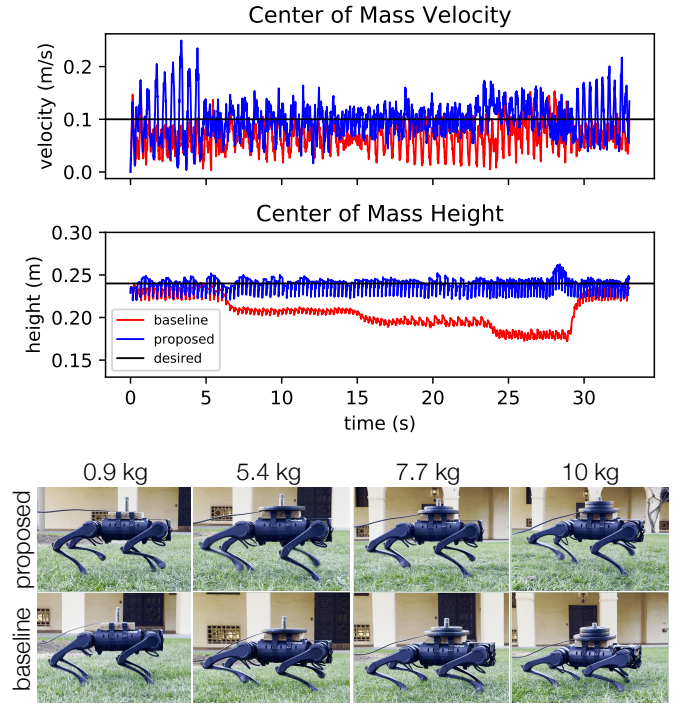 Center of Mass Velocity
velocity (m/s)
0.2
0.1
0.0
Center of Mass Height
height (m)
0.30
0.25
0.20
0.15
baseline
proposed
desired
0 5 10 15 20 25 30
time (s)
0.9 kg 5.4 kg 7.7 kg 10 kg
proposed
baseline